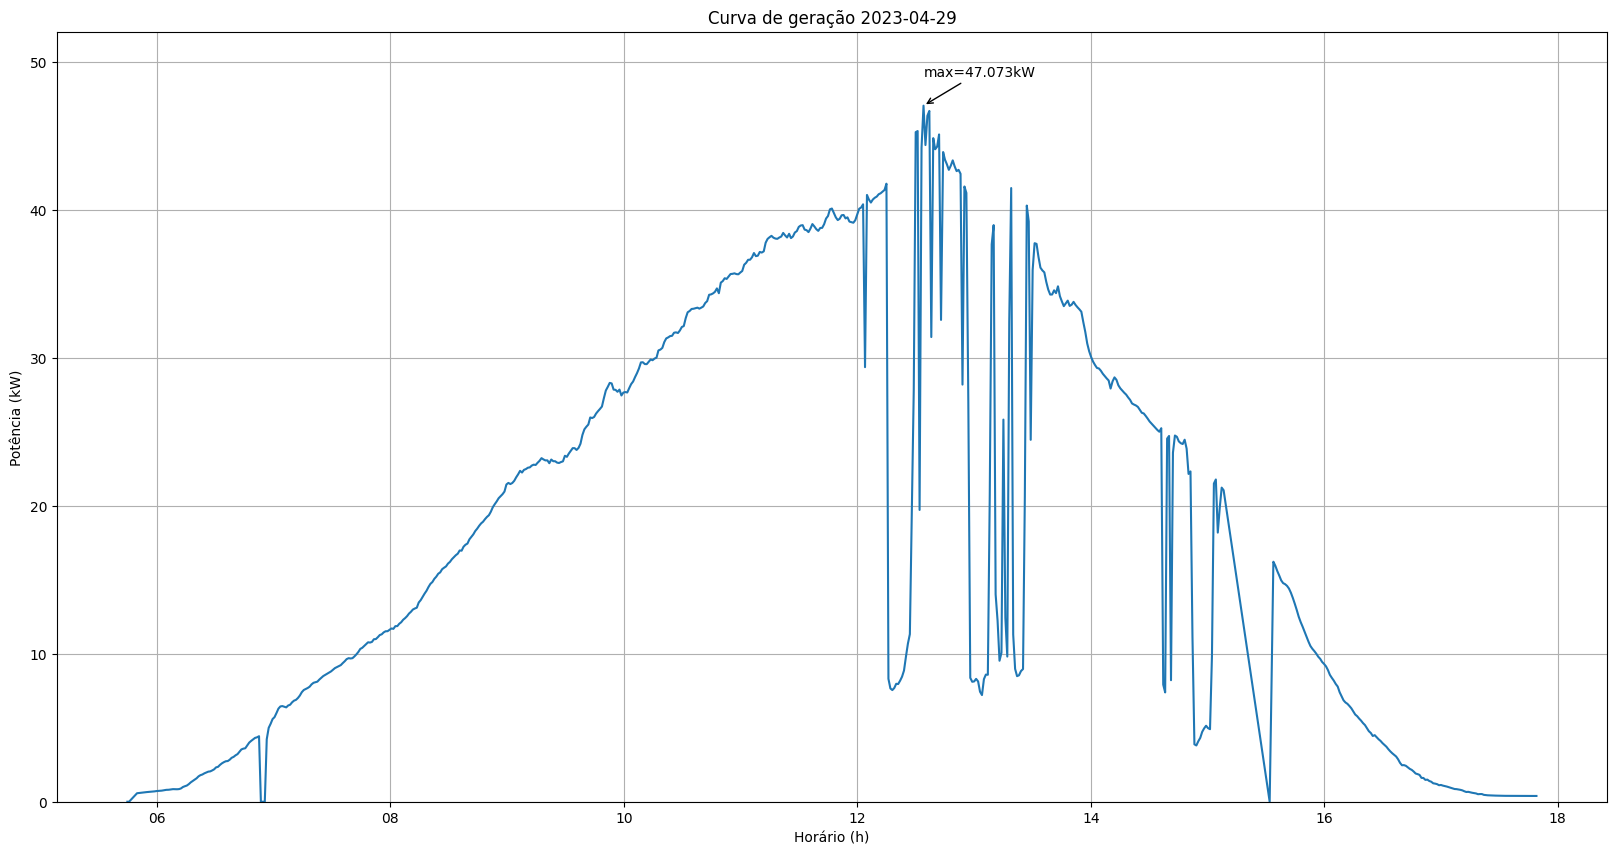 Curva de geração 2023-04-29
max=47.073kW
Potência (kW)
50
40
30
20
10
0
06 08 10 12 14 16 18
Horário (h)